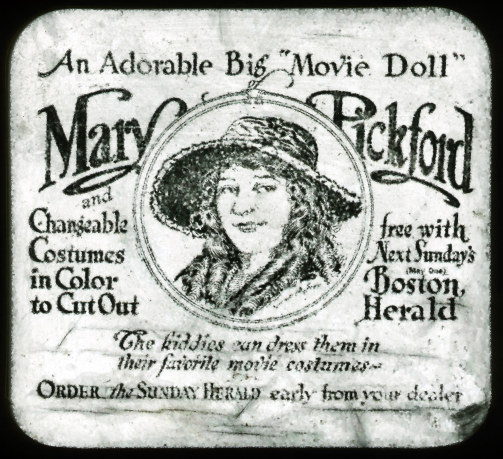 An Adorable Big "Movie Doll"
Mary Pickford
and
Changeable
Costumes
in Color
to Cut Out
free with
Next Sunday's
(May One)
Boston
Herald
The kiddies can dress them in
their favorite movie costumes~
ORDER the SUNDAY HERALD early from your dealer